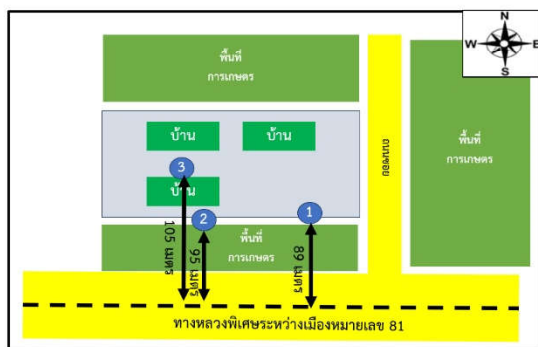 N
W E
S
พื้นที่
การเกษตร
พื้นที่
การเกษตร
ถนนซอย
บ้าน
บ้าน
3
บ้าน
2
1
105 เมตร
95 เมตร
89 เมตร
พื้นที่
การเกษตร
ทางหลวงพิเศษระหว่างเมืองหมายเลข 81